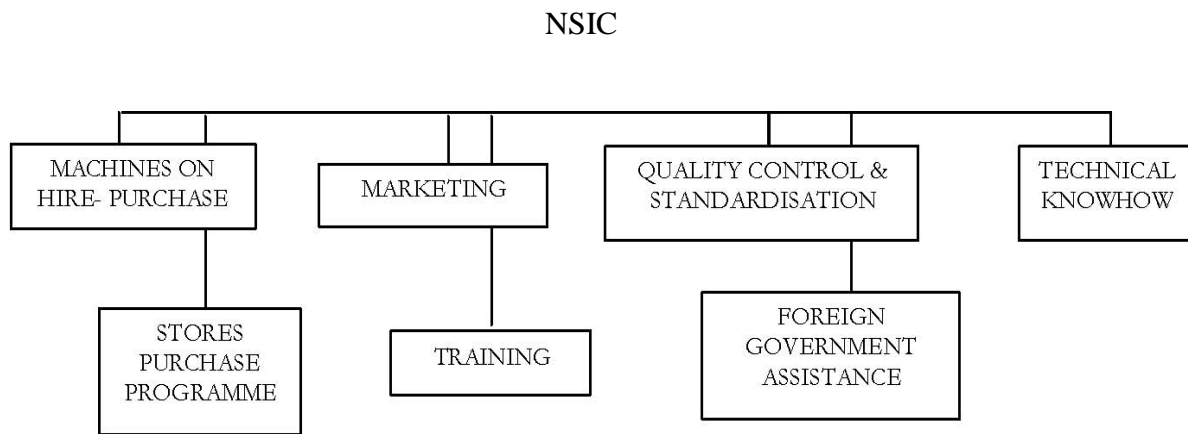 NSIC
MACHINES ON
HIRE- PURCHASE
MARKETING
QUALITY CONTROL &
STANDARDISATION
TECHNICAL
KNOWHOW
STORES
PURCHASE
PROGRAMME
TRAINING
FOREIGN
GOVERNMENT
ASSISTANCE